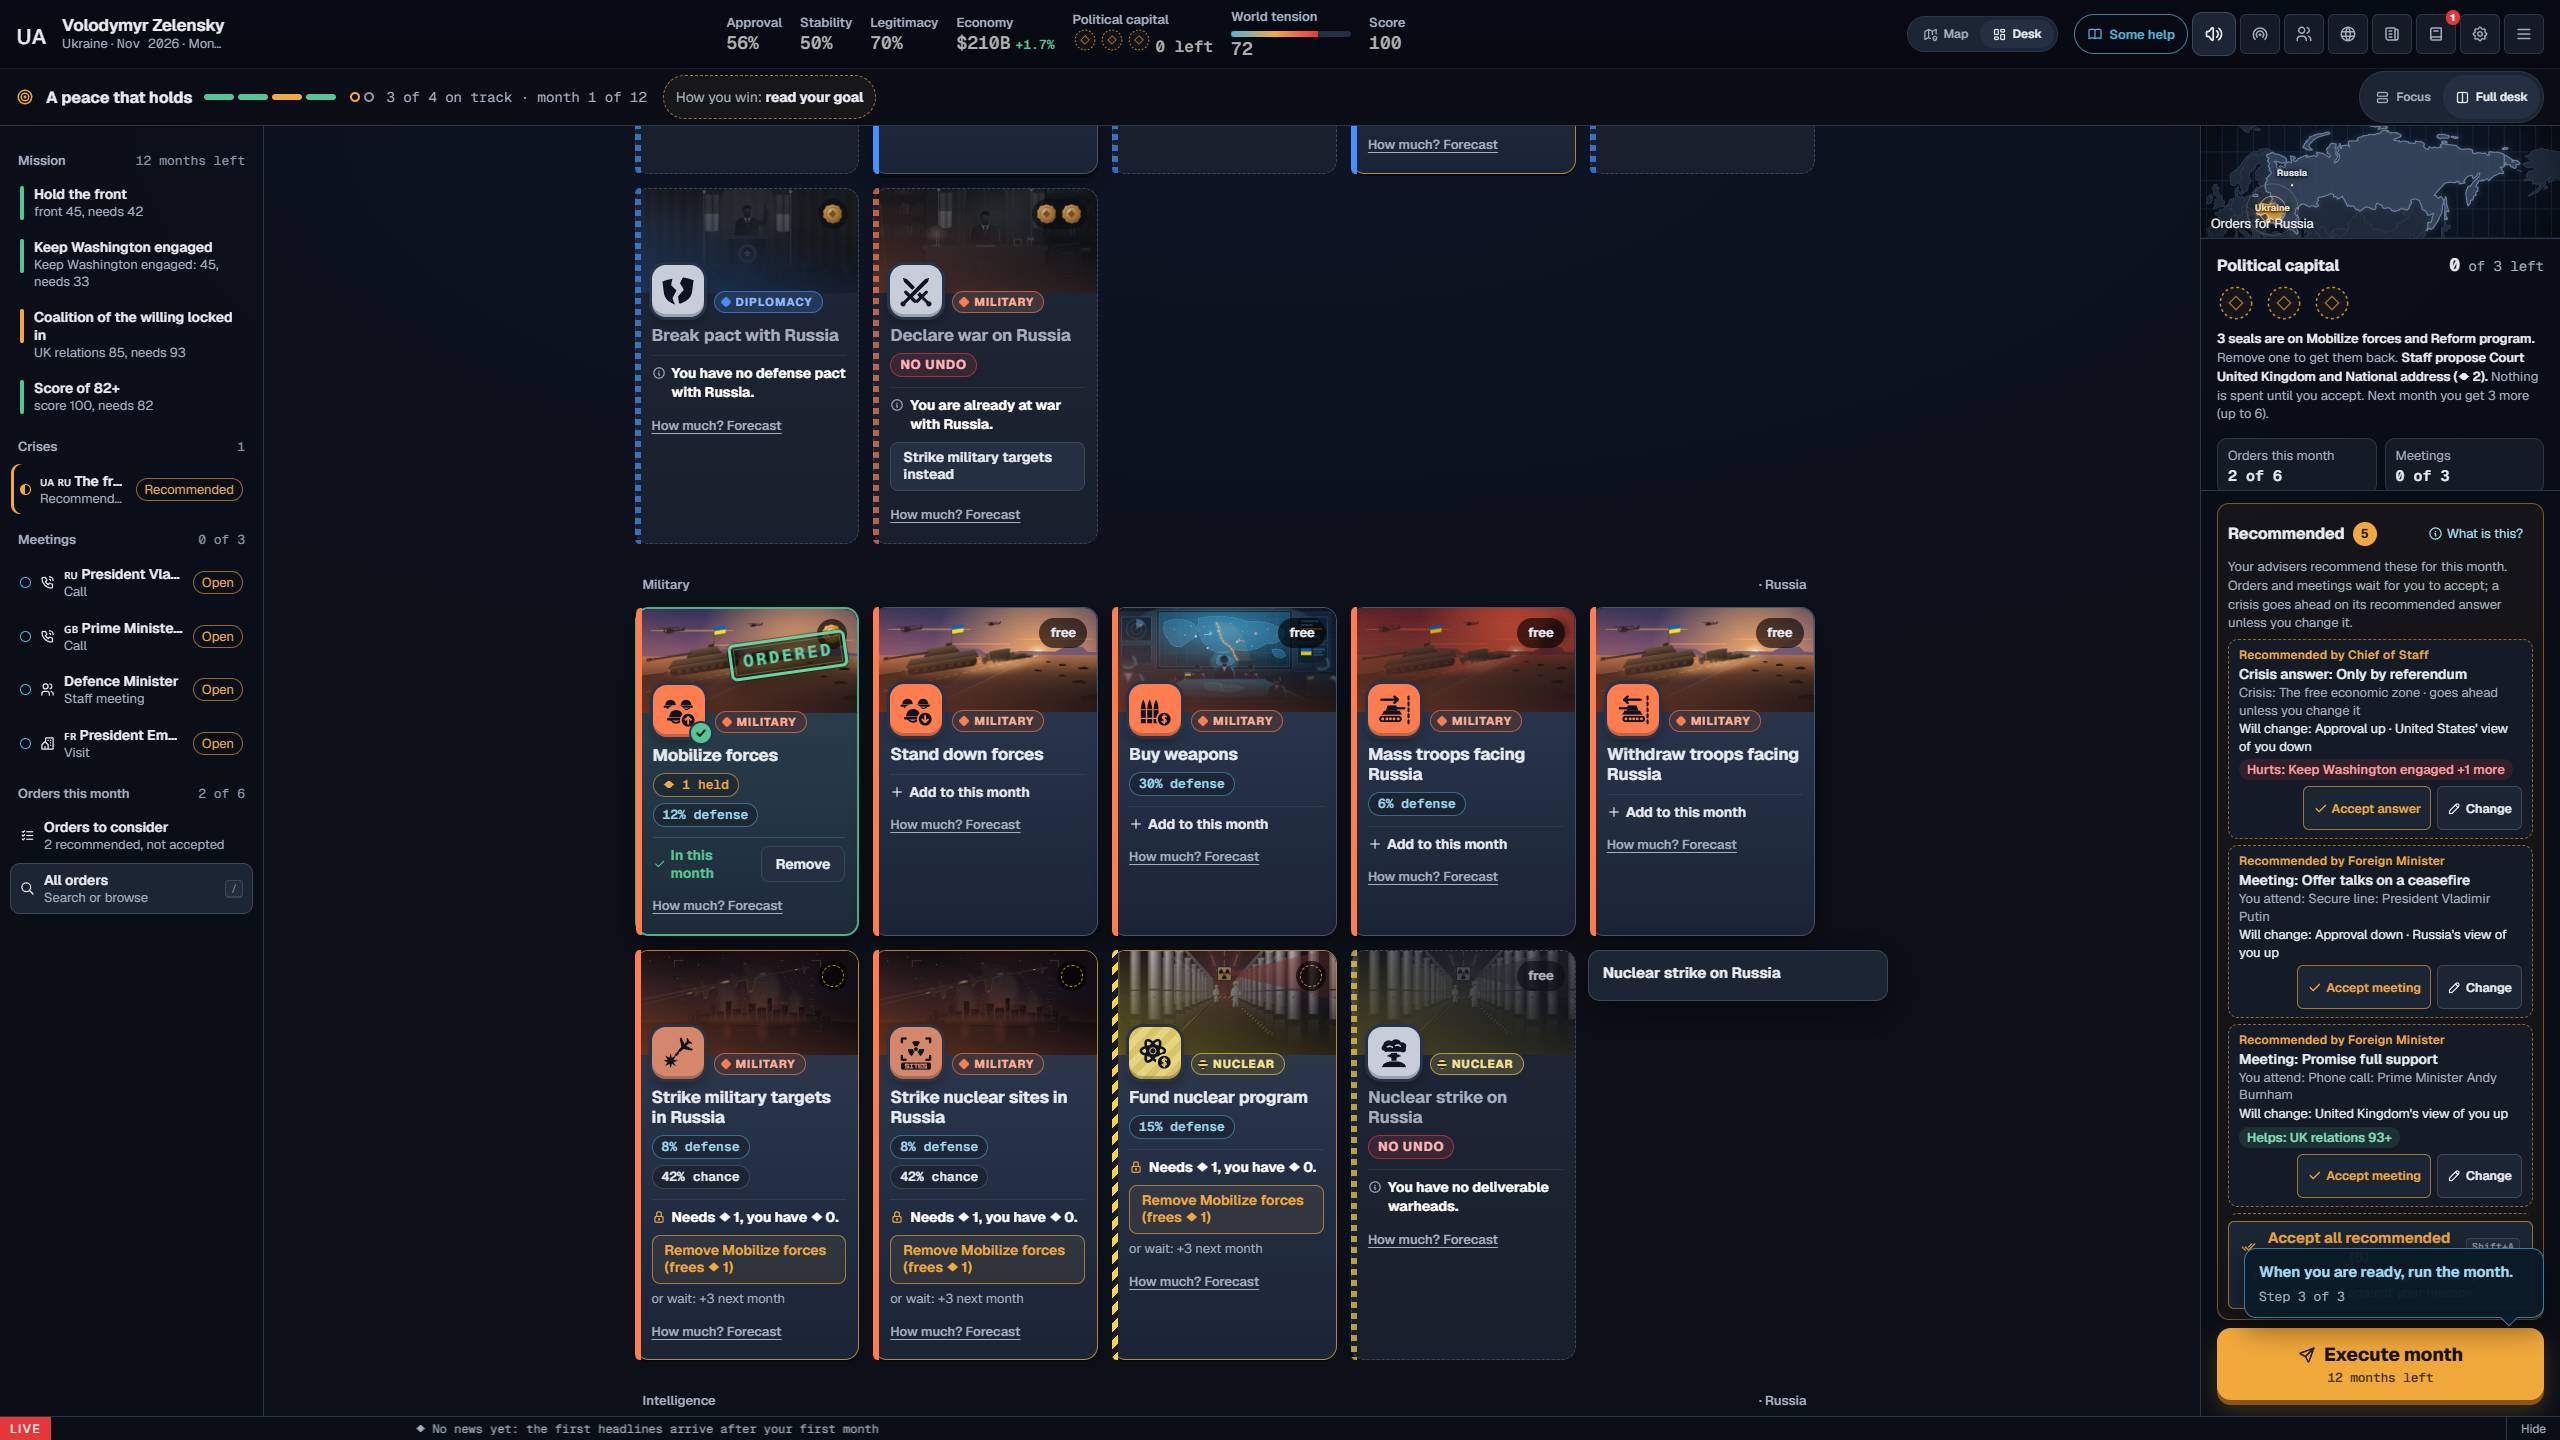 UA
Volodymyr Zelensky
Ukraine · Nov 2026 · Mon...
Approval
56%
Stability
50%
Legitimacy
70%
Economy
$210B +1.7%
Political capital
0 left
World tension
72
Score
100
Map
Desk
Some help
1
A peace that holds
3 of 4 on track · month 1 of 12
How you win: read your goal
Focus
Full desk
Mission
12 months left
Hold the front
front 45, needs 42
Keep Washington engaged
Keep Washington engaged: 45,
needs 33
Coalition of the willing locked
in
UK relations 85, needs 93
Score of 82+
score 100, needs 82
Crises
1
UA RU The fr...
Recommend...
Recommended
Meetings
0 of 3
RU President Vla...
Call
Open
GB Prime Ministe...
Call
Open
Defence Minister
Staff meeting
Open
FR President Em...
Visit
Open
Orders this month
2 of 6
Orders to consider
2 recommended, not accepted
All orders
Search or browse
/
How much? Forecast
DIPLOMACY
Break pact with Russia
You have no defense pact
with Russia.
How much? Forecast
MILITARY
Declare war on Russia
NO UNDO
You are already at war
with Russia.
Strike military targets
instead
How much? Forecast
Military
· Russia
ORDERED
MILITARY
Mobilize forces
1 held
12% defense
In this
month
Remove
How much? Forecast
free
MILITARY
Stand down forces
+ Add to this month
How much? Forecast
free
MILITARY
Buy weapons
30% defense
+ Add to this month
How much? Forecast
free
MILITARY
Mass troops facing
Russia
6% defense
+ Add to this month
How much? Forecast
free
MILITARY
Withdraw troops facing
Russia
+ Add to this month
How much? Forecast
MILITARY
Strike military targets
in Russia
8% defense
42% chance
Needs ◆ 1, you have ◆ 0.
Remove Mobilize forces
(frees ◆ 1)
or wait: +3 next month
How much? Forecast
MILITARY
Strike nuclear sites in
Russia
8% defense
42% chance
Needs ◆ 1, you have ◆ 0.
Remove Mobilize forces
(frees ◆ 1)
or wait: +3 next month
How much? Forecast
NUCLEAR
Fund nuclear program
15% defense
Needs ◆ 1, you have ◆ 0.
Remove Mobilize forces
(frees ◆ 1)
or wait: +3 next month
How much? Forecast
free
NUCLEAR
Nuclear strike on
Russia
NO UNDO
You have no deliverable
warheads.
How much? Forecast
Nuclear strike on Russia
Intelligence
· Russia
Russia
Ukraine
Orders for Russia
Political capital
0 of 3 left
3 seals are on Mobilize forces and Reform program.
Remove one to get them back. Staff propose Court
United Kingdom and National address (◆ 2). Nothing
is spent until you accept. Next month you get 3 more
(up to 6).
Orders this month
2 of 6
Meetings
0 of 3
Recommended 5
What is this?
Your advisers recommend these for this month.
Orders and meetings wait for you to accept; a
crisis goes ahead on its recommended answer
unless you change it.
Recommended by Chief of Staff
Crisis answer: Only by referendum
Crisis: The free economic zone · goes ahead
unless you change it
Will change: Approval up · United States' view
of you down
Hurts: Keep Washington engaged +1 more
Accept answer
Change
Recommended by Foreign Minister
Meeting: Offer talks on a ceasefire
You attend: Secure line: President Vladimir
Putin
Will change: Approval down · Russia's view of
you up
Accept meeting
Change
Recommended by Foreign Minister
Meeting: Promise full support
You attend: Phone call: Prime Minister Andy
Burnham
Will change: United Kingdom's view of you up
Helps: UK relations 93+
Accept meeting
Change
Accept all recommended
Shift+A
When you are ready, run the month.
Step 3 of 3
Execute month
12 months left
LIVE
◆ No news yet: the first headlines arrive after your first month
Hide